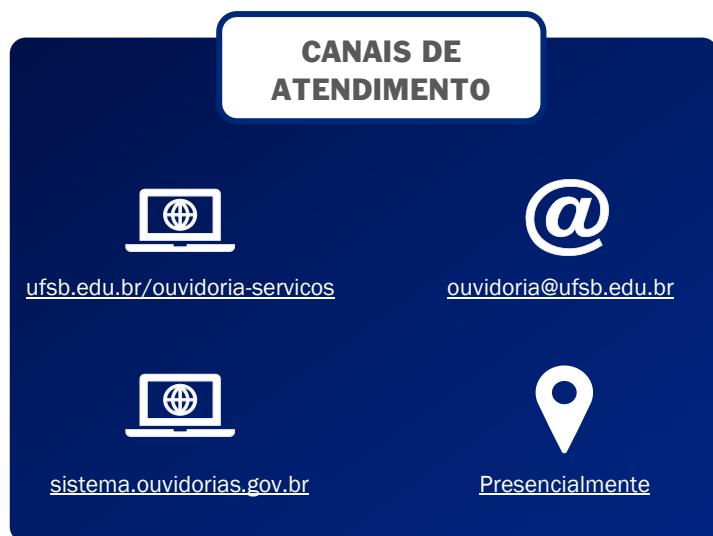 CANAIS DE
ATENDIMENTO
ufsb.edu.br/ouvidoria-servicos
ouvidoria@ufsb.edu.br
sistema.ouvidorias.gov.br
Presencialmente